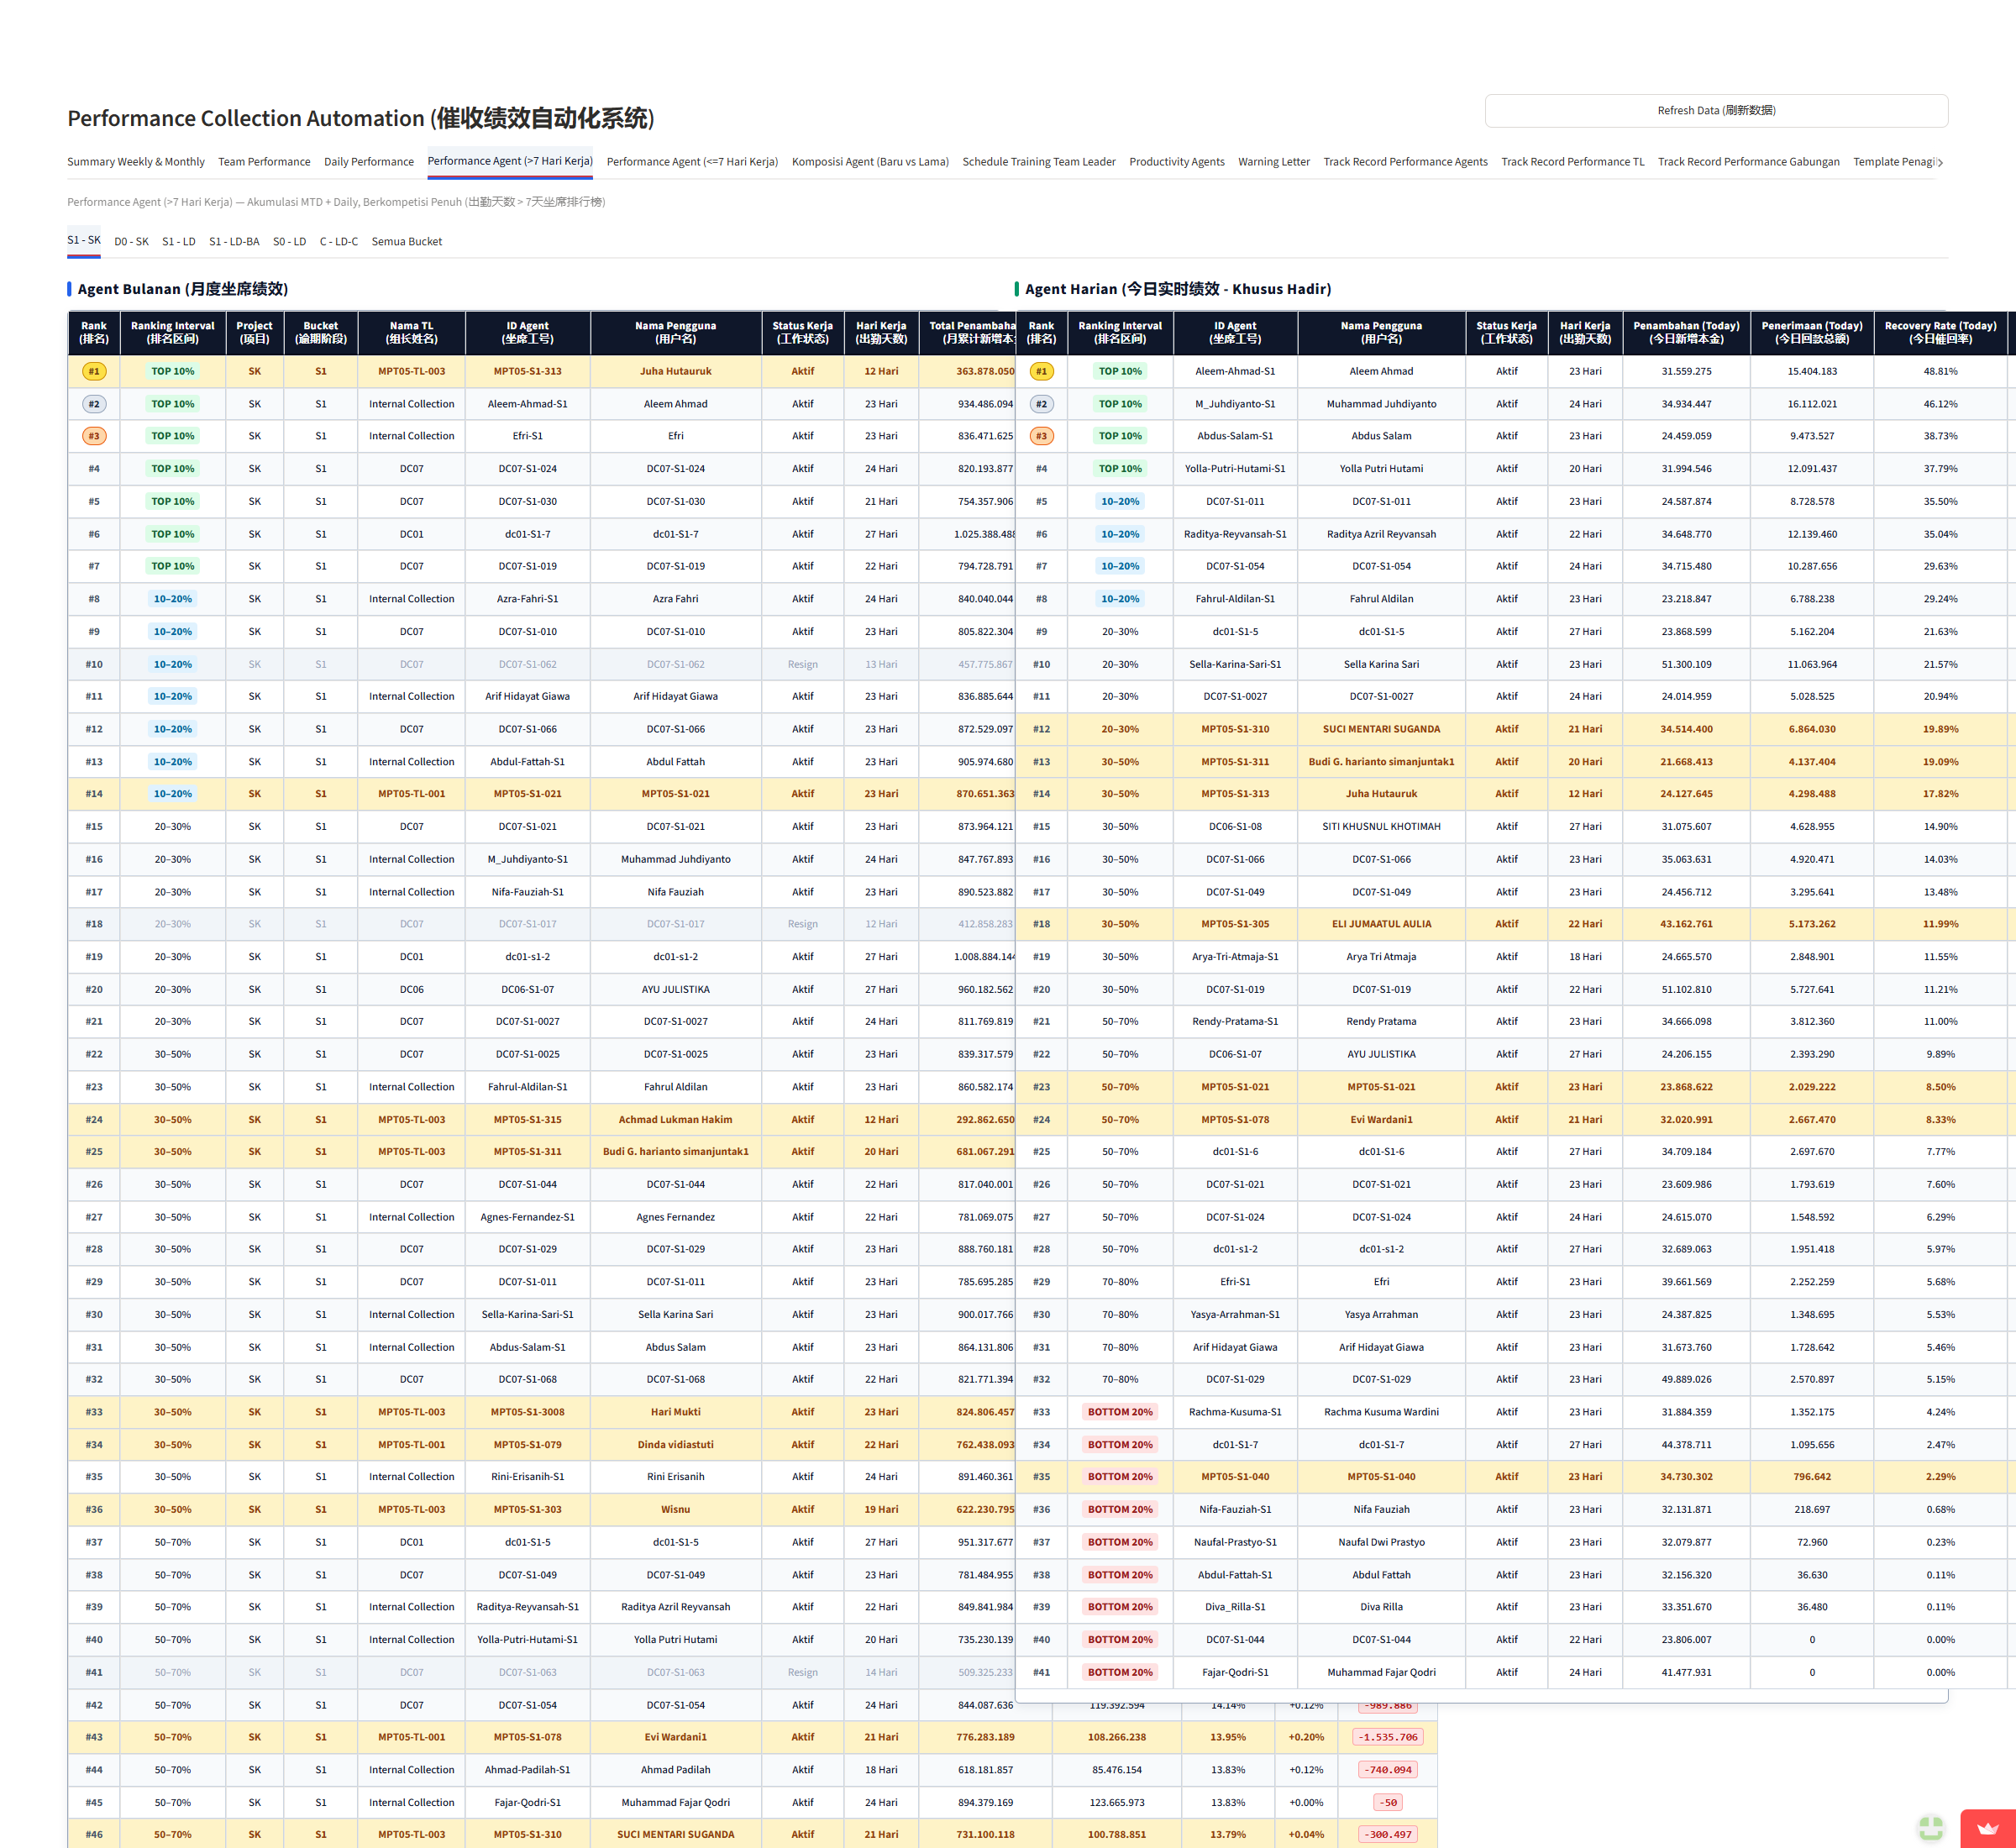 Performance Collection Automation (催收绩效自动化系统)
Refresh Data (刷新数据)
Summary Weekly & Monthly Team Performance Daily Performance Performance Agent (>7 Hari Kerja) Performance Agent (<=7 Hari Kerja) Komposisi Agent (Baru vs Lama) Schedule Training Team Leader Productivity Agents Warning Letter Track Record Performance Agents Track Record Performance TL Track Record Performance Gabungan Template Penagi
Performance Agent (>7 Hari Kerja) — Akumulasi MTD + Daily, Berkompetisi Penuh (出勤天数 > 7天坐席排行榜)
S1 - SK D0 - SK S1 - LD S1 - LD-BA S0 - LD C - LD-C Semua Bucket
Agent Bulanan (月度坐席绩效)
Rank Ranking Interval Project Bucket Nama TL ID Agent Nama Pengguna Status Kerja Hari Kerja Total Penambaha
(排名) (排名区间) (项目) (逾期阶段) (组长姓名) (坐席工号) (用户名) (工作状态) (出勤天数) (月累计新增本
#1 TOP 10% SK S1 MPT05-TL-003 MPT05-S1-313 Juha Hutauruk Aktif 12 Hari 363.878.050
#2 TOP 10% SK S1 Internal Collection Aleem-Ahmad-S1 Aleem Ahmad Aktif 23 Hari 934.486.094
#3 TOP 10% SK S1 Internal Collection Efri-S1 Efri Aktif 23 Hari 836.471.625
#4 TOP 10% SK S1 DC07 DC07-S1-024 DC07-S1-024 Aktif 24 Hari 820.193.877
#5 TOP 10% SK S1 DC07 DC07-S1-030 DC07-S1-030 Aktif 21 Hari 754.357.906
#6 TOP 10% SK S1 DC01 dc01-S1-7 dc01-S1-7 Aktif 27 Hari 1.025.388.488
#7 TOP 10% SK S1 DC07 DC07-S1-019 DC07-S1-019 Aktif 22 Hari 794.728.791
#8 10–20% SK S1 Internal Collection Azra-Fahri-S1 Azra Fahri Aktif 24 Hari 840.040.044
#9 10–20% SK S1 DC07 DC07-S1-010 DC07-S1-010 Aktif 23 Hari 805.822.304
#10 10–20% SK S1 DC07 DC07-S1-062 DC07-S1-062 Resign 13 Hari 457.775.867
#11 10–20% SK S1 Internal Collection Arif Hidayat Giawa Arif Hidayat Giawa Aktif 23 Hari 836.885.644
#12 10–20% SK S1 DC07 DC07-S1-066 DC07-S1-066 Aktif 23 Hari 872.529.097
#13 10–20% SK S1 Internal Collection Abdul-Fattah-S1 Abdul Fattah Aktif 23 Hari 905.974.680
#14 10–20% SK S1 MPT05-TL-001 MPT05-S1-021 MPT05-S1-021 Aktif 23 Hari 870.651.363
#15 20–30% SK S1 DC07 DC07-S1-021 DC07-S1-021 Aktif 23 Hari 873.964.121
#16 20–30% SK S1 Internal Collection M_Juhdiyanto-S1 Muhammad Juhdiyanto Aktif 24 Hari 847.767.893
#17 20–30% SK S1 Internal Collection Nifa-Fauziah-S1 Nifa Fauziah Aktif 23 Hari 890.523.882
#18 20–30% SK S1 DC07 DC07-S1-017 DC07-S1-017 Resign 12 Hari 412.858.283
#19 20–30% SK S1 DC01 dc01-s1-2 dc01-s1-2 Aktif 27 Hari 1.008.884.144
#20 20–30% SK S1 DC06 DC06-S1-07 AYU JULISTIKA Aktif 27 Hari 960.182.562
#21 20–30% SK S1 DC07 DC07-S1-0027 DC07-S1-0027 Aktif 24 Hari 811.769.819
#22 30–50% SK S1 DC07 DC07-S1-0025 DC07-S1-0025 Aktif 23 Hari 839.317.579
#23 30–50% SK S1 Internal Collection Fahrul-Aldilan-S1 Fahrul Aldilan Aktif 23 Hari 860.582.174
#24 30–50% SK S1 MPT05-TL-003 MPT05-S1-315 Achmad Lukman Hakim Aktif 12 Hari 292.862.650
#25 30–50% SK S1 MPT05-TL-003 MPT05-S1-311 Budi G. harianto simanjuntak1 Aktif 20 Hari 681.067.291
#26 30–50% SK S1 DC07 DC07-S1-044 DC07-S1-044 Aktif 22 Hari 817.040.001
#27 30–50% SK S1 Internal Collection Agnes-Fernandez-S1 Agnes Fernandez Aktif 22 Hari 781.069.075
#28 30–50% SK S1 DC07 DC07-S1-029 DC07-S1-029 Aktif 23 Hari 888.760.181
#29 30–50% SK S1 DC07 DC07-S1-011 DC07-S1-011 Aktif 23 Hari 785.695.285
#30 30–50% SK S1 Internal Collection Sella-Karina-Sari-S1 Sella Karina Sari Aktif 23 Hari 900.017.766
#31 30–50% SK S1 Internal Collection Abdus-Salam-S1 Abdus Salam Aktif 23 Hari 864.131.806
#32 30–50% SK S1 DC07 DC07-S1-068 DC07-S1-068 Aktif 22 Hari 821.771.394
#33 30–50% SK S1 MPT05-TL-003 MPT05-S1-3008 Hari Mukti Aktif 23 Hari 824.806.457
#34 30–50% SK S1 MPT05-TL-001 MPT05-S1-079 Dinda vidiastuti Aktif 22 Hari 762.438.093
#35 30–50% SK S1 Internal Collection Rini-Erisanih-S1 Rini Erisanih Aktif 24 Hari 891.460.361
#36 30–50% SK S1 MPT05-TL-003 MPT05-S1-303 Wisnu Aktif 19 Hari 622.230.795
#37 50–70% SK S1 DC01 dc01-S1-5 dc01-S1-5 Aktif 27 Hari 951.317.677
#38 50–70% SK S1 DC07 DC07-S1-049 DC07-S1-049 Aktif 23 Hari 781.484.955
#39 50–70% SK S1 Internal Collection Raditya-Reyvansah-S1 Raditya Azril Reyvansah Aktif 22 Hari 849.841.984
#40 50–70% SK S1 Internal Collection Yolla-Putri-Hutami-S1 Yolla Putri Hutami Aktif 20 Hari 735.230.139
#41 50–70% SK S1 DC07 DC07-S1-063 DC07-S1-063 Resign 14 Hari 509.325.233
#42 50–70% SK S1 DC07 DC07-S1-054 DC07-S1-054 Aktif 24 Hari 844.087.636 119.392.594 14.14% +0.12% -989.886
#43 50–70% SK S1 MPT05-TL-001 MPT05-S1-078 Evi Wardani1 Aktif 21 Hari 776.283.189 108.266.238 13.95% +0.20% -1.535.706
#44 50–70% SK S1 Internal Collection Ahmad-Padilah-S1 Ahmad Padilah Aktif 18 Hari 618.181.857 85.476.154 13.83% +0.12% -740.094
#45 50–70% SK S1 Internal Collection Fajar-Qodri-S1 Muhammad Fajar Qodri Aktif 24 Hari 894.379.169 123.665.973 13.83% +0.00% -50
#46 50–70% SK S1 MPT05-TL-003 MPT05-S1-310 SUCI MENTARI SUGANDA Aktif 21 Hari 731.100.118 100.788.851 13.79% +0.04% -300.497
Agent Harian (今日实时绩效 - Khusus Hadir)
Rank Ranking Interval ID Agent Nama Pengguna Status Kerja Hari Kerja Penambahan (Today) Penerimaan (Today) Recovery Rate (Today)
(排名) (排名区间) (坐席工号) (用户名) (工作状态) (出勤天数) (今日新增本金) (今日回款总额) (今日催回率)
#1 TOP 10% Aleem-Ahmad-S1 Aleem Ahmad Aktif 23 Hari 31.559.275 15.404.183 48.81%
#2 TOP 10% M_Juhdiyanto-S1 Muhammad Juhdiyanto Aktif 24 Hari 34.934.447 16.112.021 46.12%
#3 TOP 10% Abdus-Salam-S1 Abdus Salam Aktif 23 Hari 24.459.059 9.473.527 38.73%
#4 TOP 10% Yolla-Putri-Hutami-S1 Yolla Putri Hutami Aktif 20 Hari 31.994.546 12.091.437 37.79%
#5 10–20% DC07-S1-011 DC07-S1-011 Aktif 23 Hari 24.587.874 8.728.578 35.50%
#6 10–20% Raditya-Reyvansah-S1 Raditya Azril Reyvansah Aktif 22 Hari 34.648.770 12.139.460 35.04%
#7 10–20% DC07-S1-054 DC07-S1-054 Aktif 24 Hari 34.715.480 10.287.656 29.63%
#8 10–20% Fahrul-Aldilan-S1 Fahrul Aldilan Aktif 23 Hari 23.218.847 6.788.238 29.24%
#9 20–30% dc01-S1-5 dc01-S1-5 Aktif 27 Hari 23.868.599 5.162.204 21.63%
#10 20–30% Sella-Karina-Sari-S1 Sella Karina Sari Aktif 23 Hari 51.300.109 11.063.964 21.57%
#11 20–30% DC07-S1-0027 DC07-S1-0027 Aktif 24 Hari 24.014.959 5.028.525 20.94%
#12 20–30% MPT05-S1-310 SUCI MENTARI SUGANDA Aktif 21 Hari 34.514.400 6.864.030 19.89%
#13 30–50% MPT05-S1-311 Budi G. harianto simanjuntak1 Aktif 20 Hari 21.668.413 4.137.404 19.09%
#14 30–50% MPT05-S1-313 Juha Hutauruk Aktif 12 Hari 24.127.645 4.298.488 17.82%
#15 30–50% DC06-S1-08 SITI KHUSNUL KHOTIMAH Aktif 27 Hari 31.075.607 4.628.955 14.90%
#16 30–50% DC07-S1-066 DC07-S1-066 Aktif 23 Hari 35.063.631 4.920.471 14.03%
#17 30–50% DC07-S1-049 DC07-S1-049 Aktif 23 Hari 24.456.712 3.295.641 13.48%
#18 30–50% MPT05-S1-305 ELI JUMAATUL AULIA Aktif 22 Hari 43.162.761 5.173.262 11.99%
#19 30–50% Arya-Tri-Atmaja-S1 Arya Tri Atmaja Aktif 18 Hari 24.665.570 2.848.901 11.55%
#20 30–50% DC07-S1-019 DC07-S1-019 Aktif 22 Hari 51.102.810 5.727.641 11.21%
#21 50–70% Rendy-Pratama-S1 Rendy Pratama Aktif 23 Hari 34.666.098 3.812.360 11.00%
#22 50–70% DC06-S1-07 AYU JULISTIKA Aktif 27 Hari 24.206.155 2.393.290 9.89%
#23 50–70% MPT05-S1-021 MPT05-S1-021 Aktif 23 Hari 23.868.622 2.029.222 8.50%
#24 50–70% MPT05-S1-078 Evi Wardani1 Aktif 21 Hari 32.020.991 2.667.470 8.33%
#25 50–70% dc01-S1-6 dc01-S1-6 Aktif 27 Hari 34.709.184 2.697.670 7.77%
#26 50–70% DC07-S1-021 DC07-S1-021 Aktif 23 Hari 23.609.986 1.793.619 7.60%
#27 50–70% DC07-S1-024 DC07-S1-024 Aktif 24 Hari 24.615.070 1.548.592 6.29%
#28 50–70% dc01-s1-2 dc01-s1-2 Aktif 27 Hari 32.689.063 1.951.418 5.97%
#29 70–80% Efri-S1 Efri Aktif 23 Hari 39.661.569 2.252.259 5.68%
#30 70–80% Yasya-Arrahman-S1 Yasya Arrahman Aktif 23 Hari 24.387.825 1.348.695 5.53%
#31 70–80% Arif Hidayat Giawa Arif Hidayat Giawa Aktif 23 Hari 31.673.760 1.728.642 5.46%
#32 70–80% DC07-S1-029 DC07-S1-029 Aktif 23 Hari 49.889.026 2.570.897 5.15%
#33 BOTTOM 20% Rachma-Kusuma-S1 Rachma Kusuma Wardini Aktif 23 Hari 31.884.359 1.352.175 4.24%
#34 BOTTOM 20% dc01-S1-7 dc01-S1-7 Aktif 27 Hari 44.378.711 1.095.656 2.47%
#35 BOTTOM 20% MPT05-S1-040 MPT05-S1-040 Aktif 23 Hari 34.730.302 796.642 2.29%
#36 BOTTOM 20% Nifa-Fauziah-S1 Nifa Fauziah Aktif 23 Hari 32.131.871 218.697 0.68%
#37 BOTTOM 20% Naufal-Prastyo-S1 Naufal Dwi Prastyo Aktif 23 Hari 32.079.877 72.960 0.23%
#38 BOTTOM 20% Abdul-Fattah-S1 Abdul Fattah Aktif 23 Hari 32.156.320 36.630 0.11%
#39 BOTTOM 20% Diva_Rilla-S1 Diva Rilla Aktif 23 Hari 33.351.670 36.480 0.11%
#40 BOTTOM 20% DC07-S1-044 DC07-S1-044 Aktif 22 Hari 23.806.007 0 0.00%
#41 BOTTOM 20% Fajar-Qodri-S1 Muhammad Fajar Qodri Aktif 24 Hari 41.477.931 0 0.00%